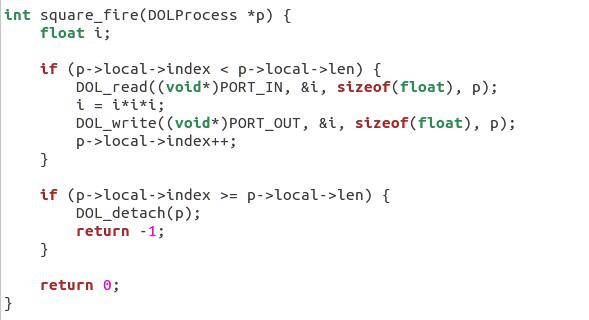 int square_fire(DOLProcess *p) {
    float i;

    if (p->local->index < p->local->len) {
        DOL_read((void*)PORT_IN, &i, sizeof(float), p);
        i = i*i*i;
        DOL_write((void*)PORT_OUT, &i, sizeof(float), p);
        p->local->index++;
    }

    if (p->local->index >= p->local->len) {
        DOL_detach(p);
        return -1;
    }

    return 0;
}